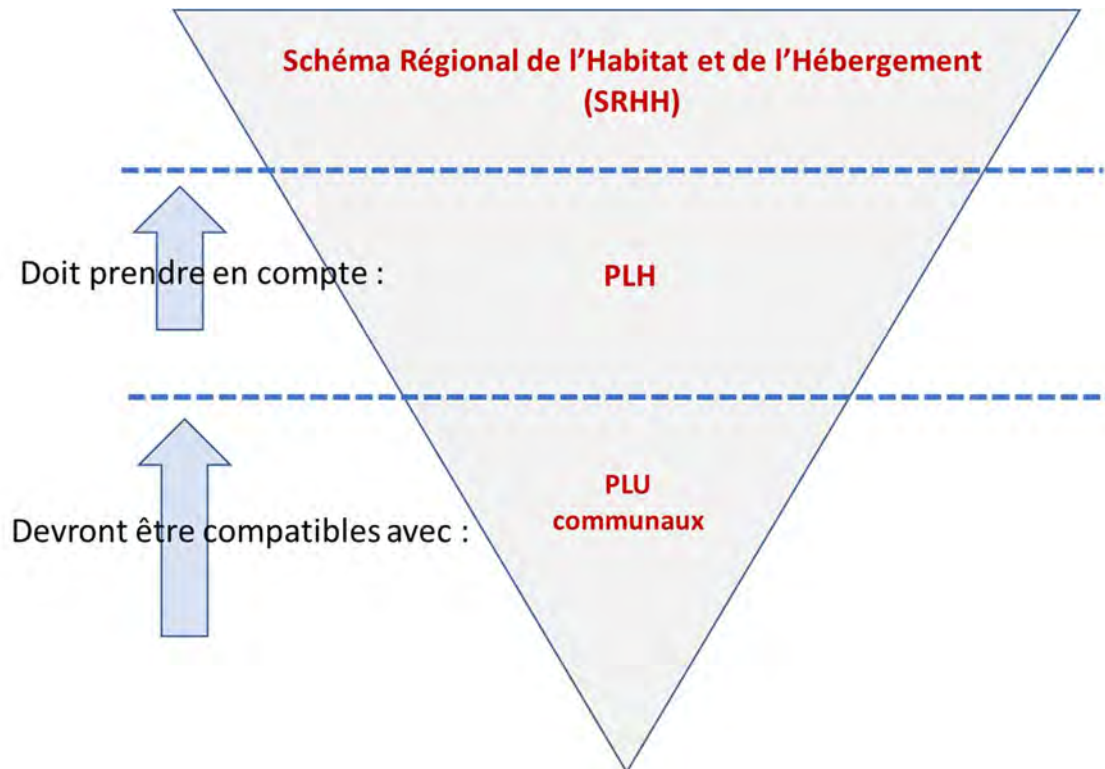 Schéma Régional de l’Habitat et de l’Hébergement
(SRHH)
Doit prendre en compte :
PLH
PLU
communaux
Devront être compatibles avec :